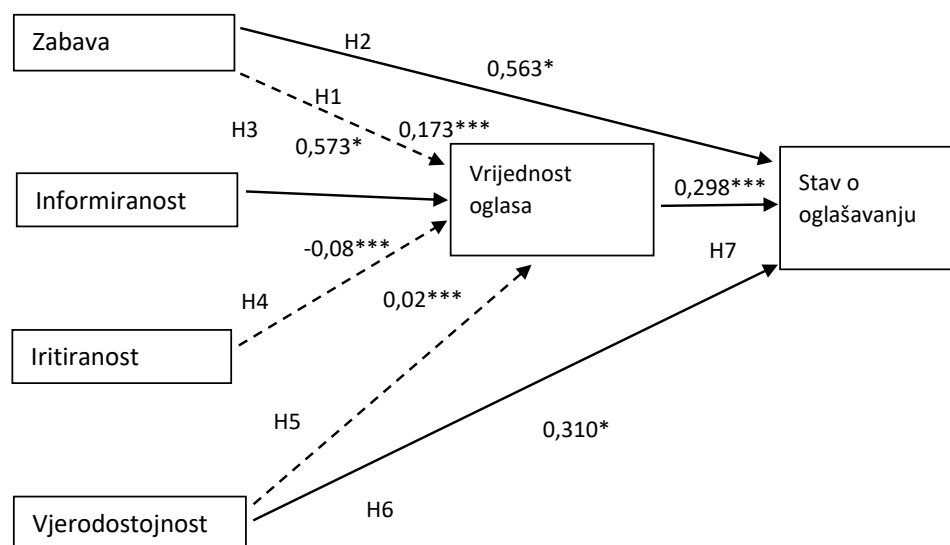 Zabava
H2
0,563*
H1
H3
0,573*
0,173***
Vrijednost
oglasa
Stav o
oglašavanju
Informiranost
0,298***
-0,08***
H7
H4
0,02***
Iritiranost
H5
0,310*
H6
Vjerodostojnost